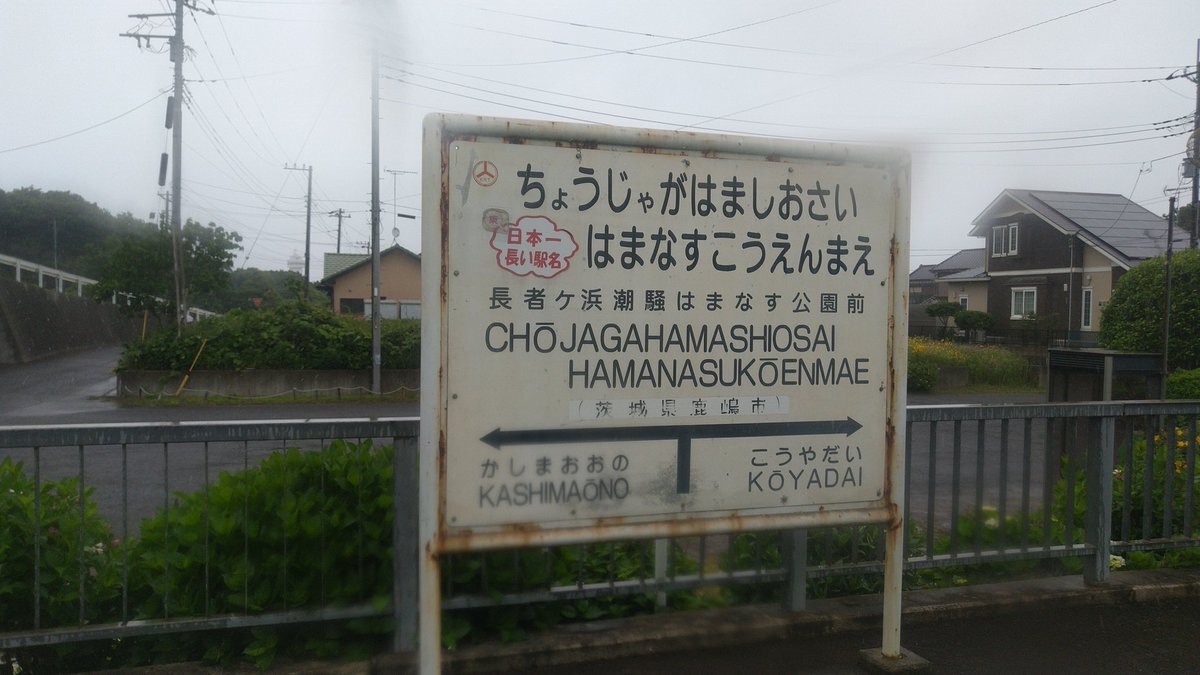 ちょうじゃがはましおさい
日本一
長い駅名
はまなすこうえんまえ
長者ケ浜潮騒はまなす公園前
CHŌJAGAHAMASHIOSAI
HAMANASUKŌENMAE
(茨城県鹿嶋市)
かしまおおの
KASHIMAŌNO
こうやだい
KŌYADAI